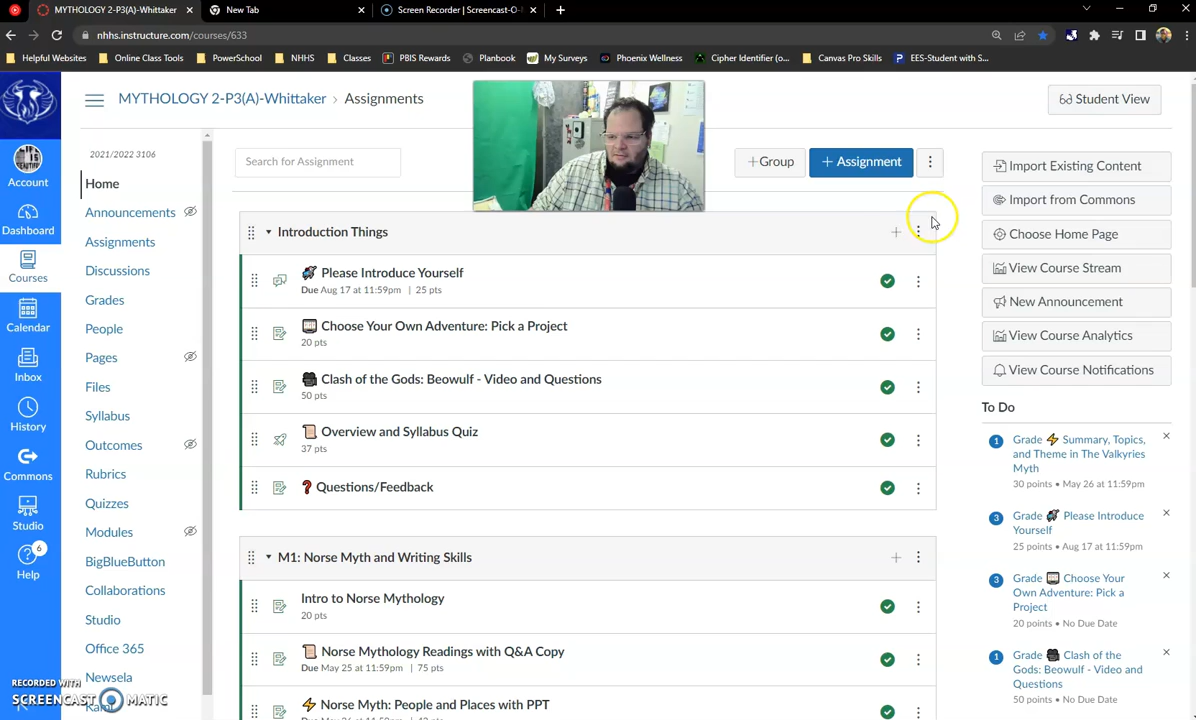 MYTHOLOGY 2-P3(A)-Whittaker
New Tab
Screen Recorder | Screencast-O-
nhhs.instructure.com/courses/633
Helpful Websites
Online Class Tools
PowerSchool
NHHS
Classes
PBIS Rewards
Planbook
My Surveys
Phoenix Wellness
Cipher Identifier (o...
Canvas Pro Skills
EES-Student with S...
MYTHOLOGY 2-P3(A)-Whittaker > Assignments
Student View
Account
Dashboard
Courses
Calendar
Inbox
History
Commons
Studio
6
Help
2021/2022 3106
Home
Announcements
Assignments
Discussions
Grades
People
Pages
Files
Syllabus
Outcomes
Rubrics
Quizzes
Modules
BigBlueButton
Collaborations
Studio
Office 365
Newsela
Kami
Search for Assignment
+Group
+ Assignment
Introduction Things
Please Introduce Yourself
Due Aug 17 at 11:59pm | 25 pts
Choose Your Own Adventure: Pick a Project
20 pts
Clash of the Gods: Beowulf - Video and Questions
50 pts
Overview and Syllabus Quiz
37 pts
Questions/Feedback
M1: Norse Myth and Writing Skills
Intro to Norse Mythology
20 pts
Norse Mythology Readings with Q&A Copy
Due May 25 at 11:59pm | 75 pts
Norse Myth: People and Places with PPT
Import Existing Content
Import from Commons
Choose Home Page
View Course Stream
New Announcement
View Course Analytics
View Course Notifications
To Do
1
Grade Summary, Topics,
and Theme in The Valkyries
Myth
30 points • May 26 at 11:59pm
3
Grade Please Introduce
Yourself
25 points • Aug 17 at 11:59pm
3
Grade Choose Your
Own Adventure: Pick a
Project
20 points • No Due Date
1
Grade Clash of the
Gods: Beowulf - Video and
Questions
50 points • No Due Date
RECORDED WITH
SCREENCAST MATIC